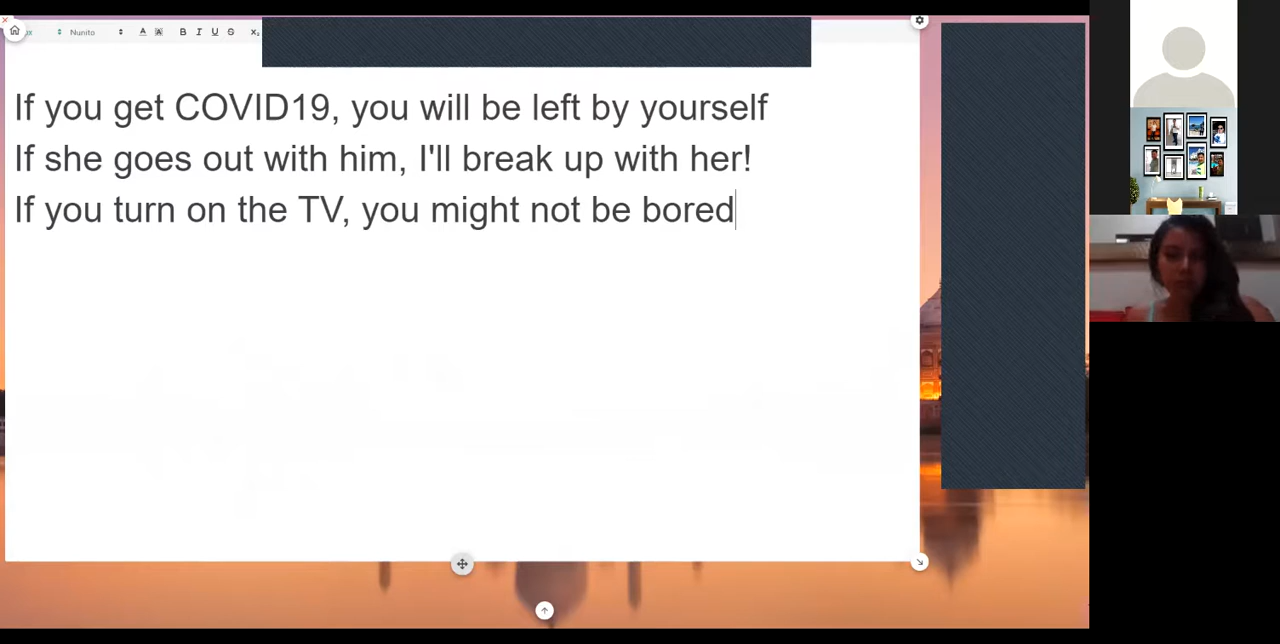 Nunito
If you get COVID19, you will be left by yourself
If she goes out with him, I'll break up with her!
If you turn on the TV, you might not be bored